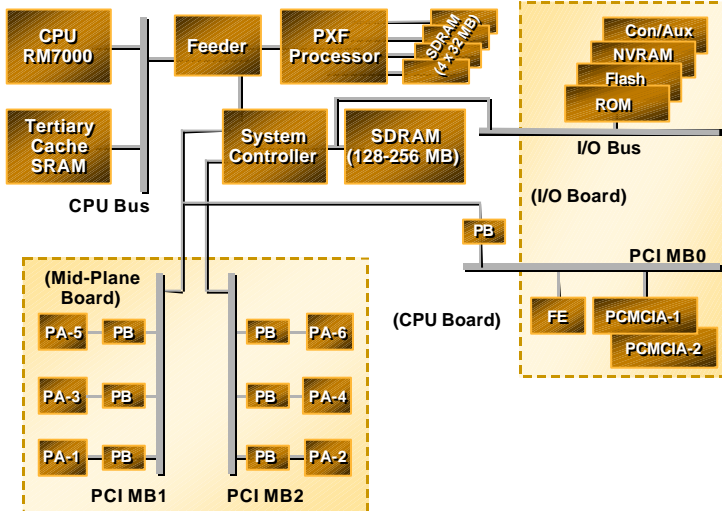 CPU
RM7000
Feeder
PXF
Processor
SDRAM
(4 x 32 MB)
Con/Aux
NVRAM
Flash
ROM
Tertiary
Cache
SRAM
System
Controller
SDRAM
(128-256 MB)
I/O Bus
CPU Bus
(I/O Board)
PB
PCI MB0
(Mid-Plane
Board)
(CPU Board)
FE
PCMCIA-1
PCMCIA-2
PA-5
PB
PB
PA-6
PA-3
PB
PB
PA-4
PA-1
PB
PB
PA-2
PCI MB1
PCI MB2